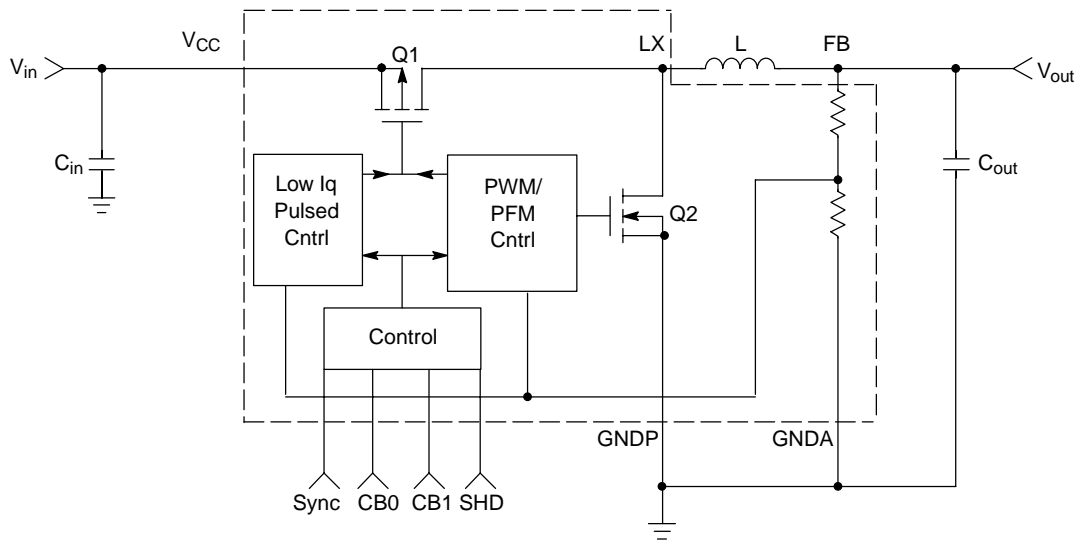 V_CC
Q1
LX
L
FB
V_in
V_out
C_in
Low Iq
Pulsed
Cntrl
PWM/
PFM
Cntrl
Q2
C_out
Control
GNDP
GNDA
Sync
CB0
CB1
SHD